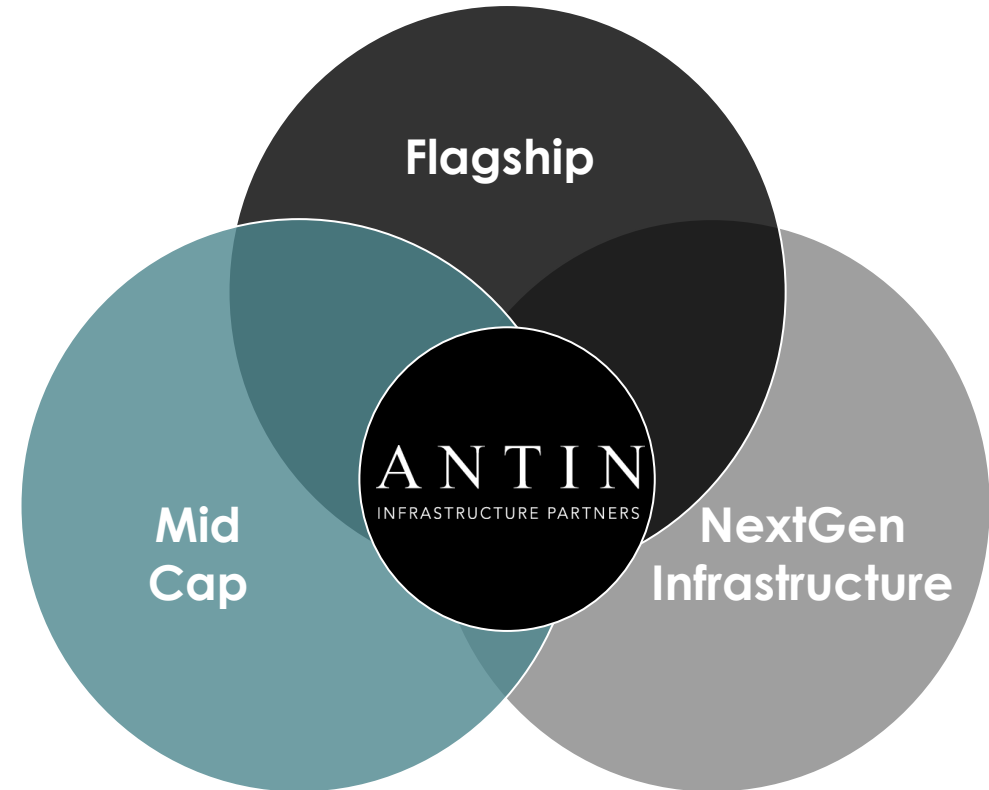 Flagship
ANTIN
INFRASTRUCTURE PARTNERS
Mid
Cap
NextGen
Infrastructure